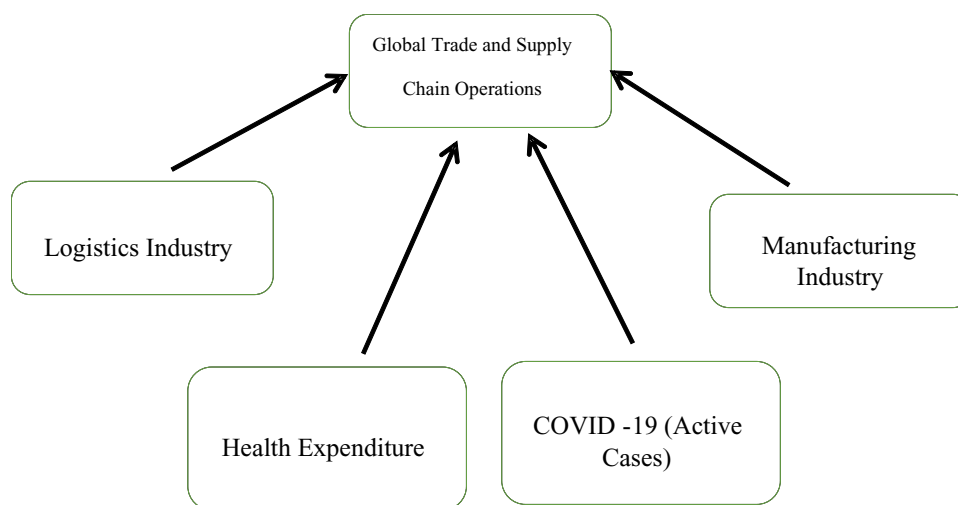 Global Trade and Supply
Chain Operations
Logistics Industry
Manufacturing
Industry
Health Expenditure
COVID -19 (Active
Cases)